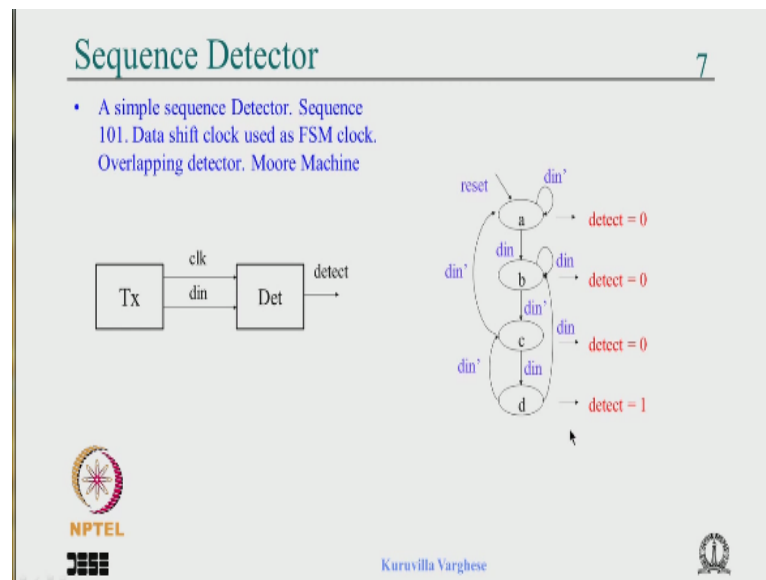 Sequence Detector
7
• A simple sequence Detector. Sequence
101. Data shift clock used as FSM clock.
Overlapping detector. Moore Machine
Tx
clk
din
Det
detect
reset
din’
a
detect = 0
din
din
b
detect = 0
din’
din’
din
c
detect = 0
din’
din
d
detect = 1
NPTEL
Kuruvilla Varghese